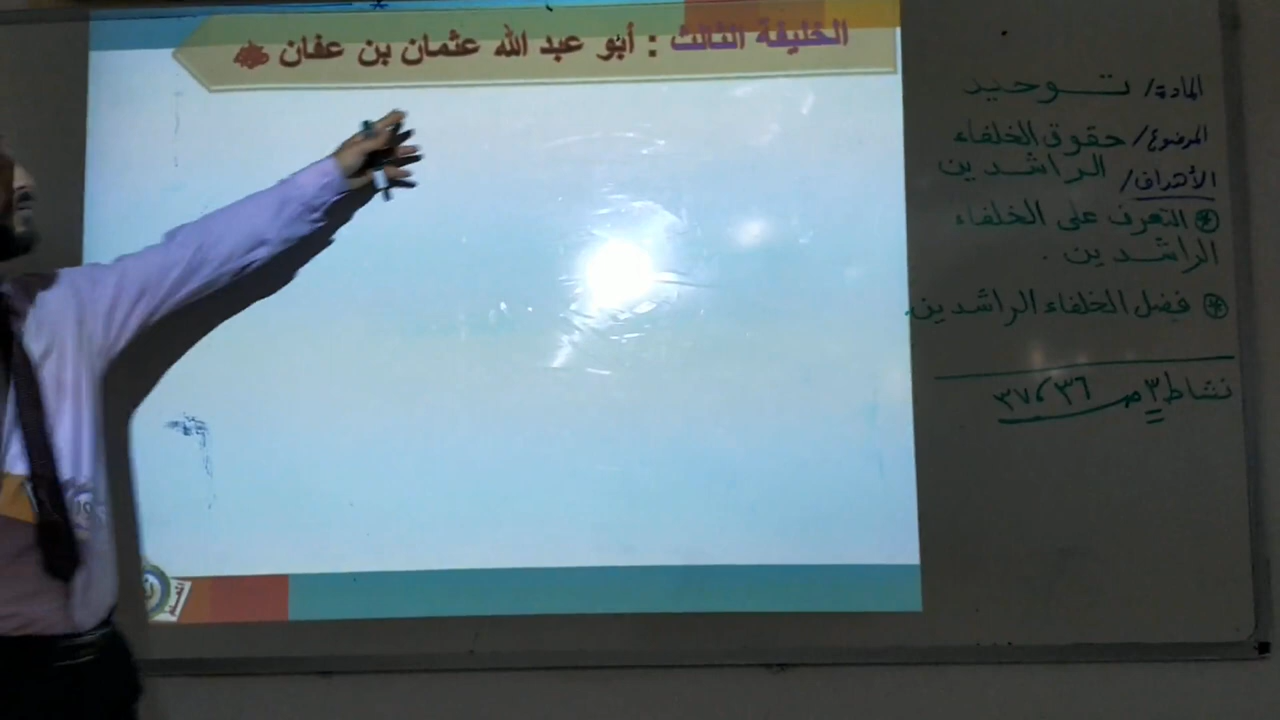 الخليفة الثالث : أبو عبد الله عثمان بن عفان
المادة/ توحيد
الموضوع/ حقوق الخلفاء
الراشدين
الأهداف/
التعرف على الخلفاء
الراشدين .
فضل الخلفاء الراشدين
نشاط ٣ ص ٣٦ ، ٣٧